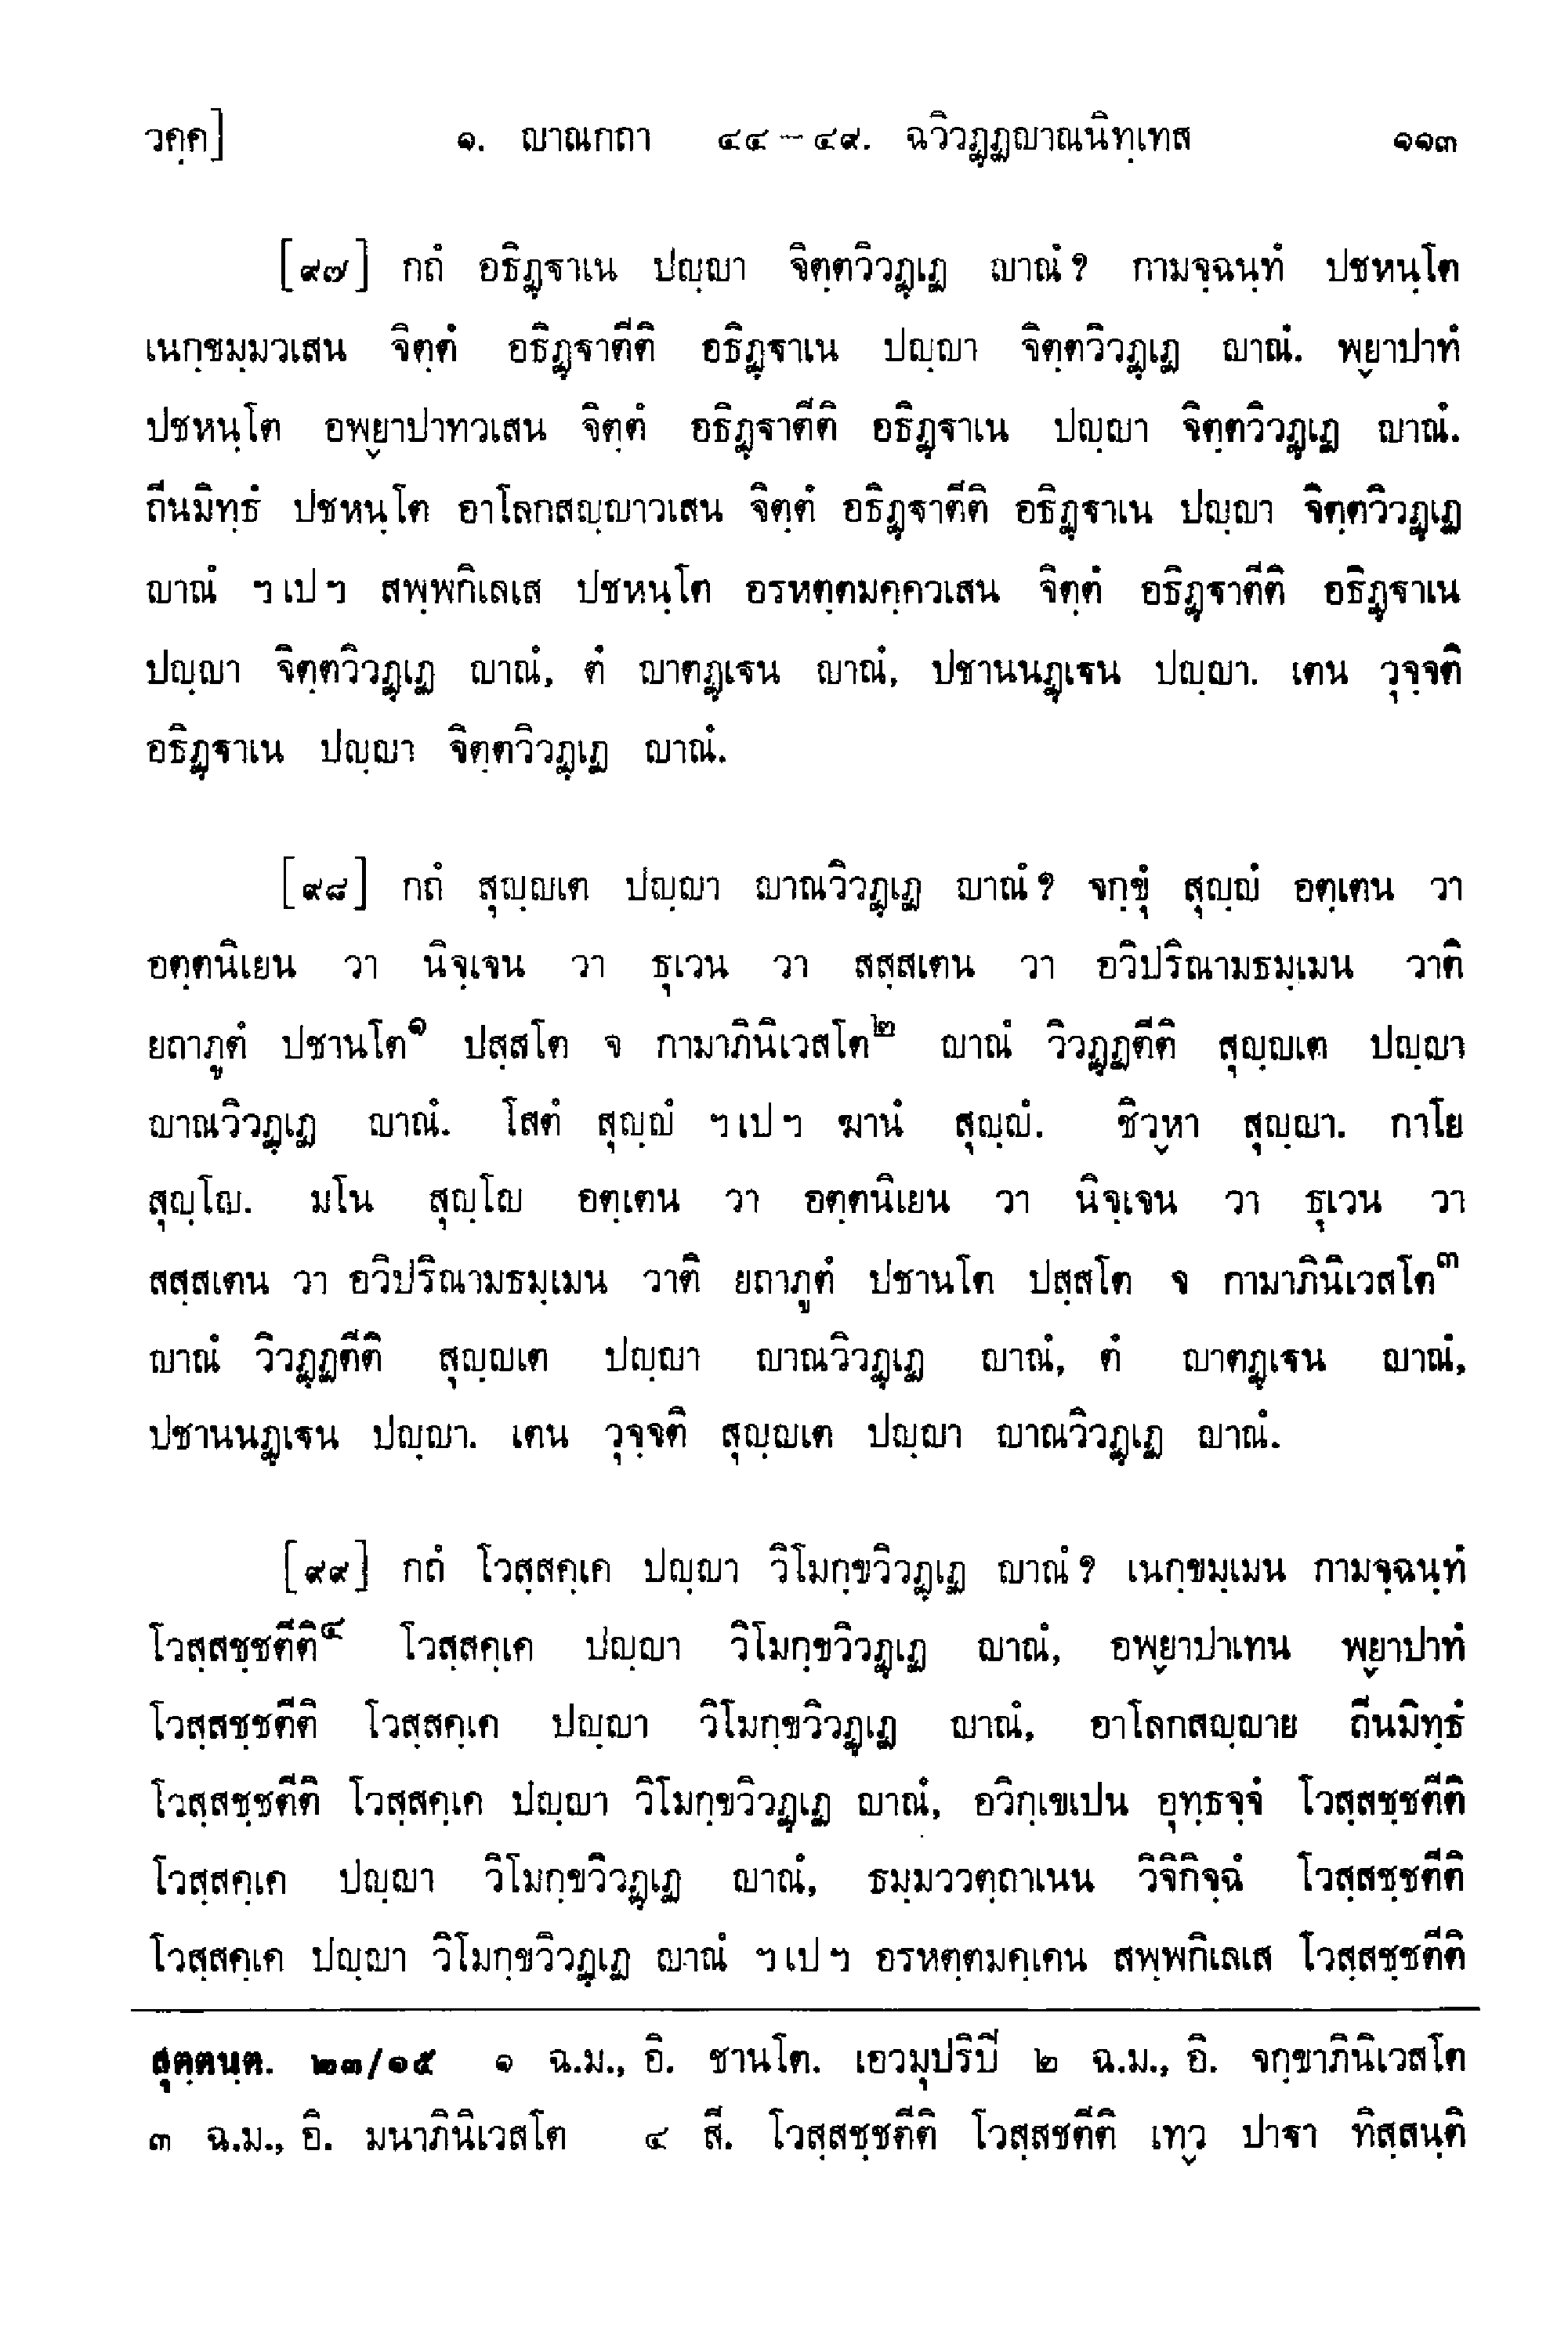 วคฺค] ๑. ญาณกถา ๔๔ – ๔๙. ฉวิวฏฺฏญาณนิทฺเทส ๑๑๓
[๙๗] กถํ อธิฏฺฐาเน ปญฺญา จิตฺตวิวฏฺเฏ ญาณํ ? กามจฺฉนฺทํ ปชหนฺโต
เนกฺขมฺมวเสน จิตฺตํ อธิฏฺฐาตีติ อธิฏฺฐาเน ปญฺญา จิตฺตวิวฏฺเฏ ญาณํ. พฺยาปาทํ
ปชหนฺโต อพฺยาปาทวเสน จิตฺตํ อธิฏฺฐาตีติ อธิฏฺฐาเน ปญฺญา จิตฺตวิวฏฺเฏ ญาณํ.
ถีนมิทฺธํ ปชหนฺโต อาโลกสญฺญาวเสน จิตฺตํ อธิฏฺฐาตีติ อธิฏฺฐาเน ปญฺญา จิตฺตวิวฏฺเฏ
ญาณํ ฯ เป ฯ สพฺพกิเลเส ปชหนฺโต อรหตฺตมคฺควเสน จิตฺตํ อธิฏฺฐาตีติ อธิฏฺฐาเน
ปญฺญา จิตฺตวิวฏฺเฏ ญาณํ, ตํ ญาตฏฺเฐน ญาณํ, ปชานนฏฺเฐน ปญฺญา. เตน วุจฺจติ
อธิฏฺฐาเน ปญฺญา จิตฺตวิวฏฺเฏ ญาณํ.
[๙๘] กถํ สุญฺญเต ปญฺญา ญาณวิวฏฺเฏ ญาณํ ? จกฺขุํ สุญฺญํ อตฺเตน วา
อตฺตนิเยน วา นิจฺเจน วา ธุเวน วา สสฺสเตน วา อวิปริณามธมฺเมน วาติ
ยถาภูตํ ปชานโต๑ ปสฺสโต จ กามาภินิเวสโต๒ ญาณํ วิวฏฺฏตีติ สุญฺญเต ปญฺญา
ญาณวิวฏฺเฏ ญาณํ. โสตํ สุญฺญํ ฯ เป ฯ ฆานํ สุญฺญํ. ชิวฺหา สุญฺญา. กาโย
สุญฺโญ. มโน สุญฺโญ อตฺเตน วา อตฺตนิเยน วา นิจฺเจน วา ธุเวน วา
สสฺสเตน วา อวิปริณามธมฺเมน วาติ ยถาภูตํ ปชานโต ปสฺสโต จ กามาภินิเวสโต๓
ญาณํ วิวฏฺฏตีติ สุญฺญเต ปญฺญา ญาณวิวฏฺเฏ ญาณํ, ตํ ญาตฏฺเฐน ญาณํ,
ปชานนฏฺเฐน ปญฺญา. เตน วุจฺจติ สุญฺญเต ปญฺญา ญาณวิวฏฺเฏ ญาณํ.
[๙๙] กถํ โวสฺสคฺเค ปญฺญา วิโมกฺขวิวฏฺเฏ ญาณํ ? เนกฺขมฺเมน กามจฺฉนฺทํ
โวสฺสชฺชตีติ๔ โวสฺสคฺเค ปญฺญา วิโมกฺขวิวฏฺเฏ ญาณํ, อพฺยาปาเทน พฺยาปาทํ
โวสฺสชฺชตีติ โวสฺสคฺเค ปญฺญา วิโมกฺขวิวฏฺเฏ ญาณํ, อาโลกสญฺญาย ถีนมิทฺธํ
โวสฺสชฺชตีติ โวสฺสคฺเค ปญฺญา วิโมกฺขวิวฏฺเฏ ญาณํ, อวิกฺเขเปน อุทฺธจฺจํ โวสฺสชฺชตีติ
โวสฺสคฺเค ปญฺญา วิโมกฺขวิวฏฺเฏ ญาณํ, ธมฺมววตฺถาเนน วิจิกิจฺฉํ โวสฺสชฺชตีติ
โวสฺสคฺเค ปญฺญา วิโมกฺขวิวฏฺเฏ ญาณํ ฯ เป ฯ อรหตฺตมคฺเคน สพฺพกิเลเส โวสฺสชฺชตีติ
สุตฺตนฺต. ๒๓/๑๕ ๑ ฉ.ม., อิ. ชานโต. เอวมุปริปี ๒ ฉ.ม., อิ. จกฺขาภินิเวสโต
๓ ฉ.ม., อิ. มนาภินิเวสโต ๔ สี. โวสฺสชฺชตีติ โวสฺสชตีติ เทฺว ปาฐา ทิสฺสนฺติ